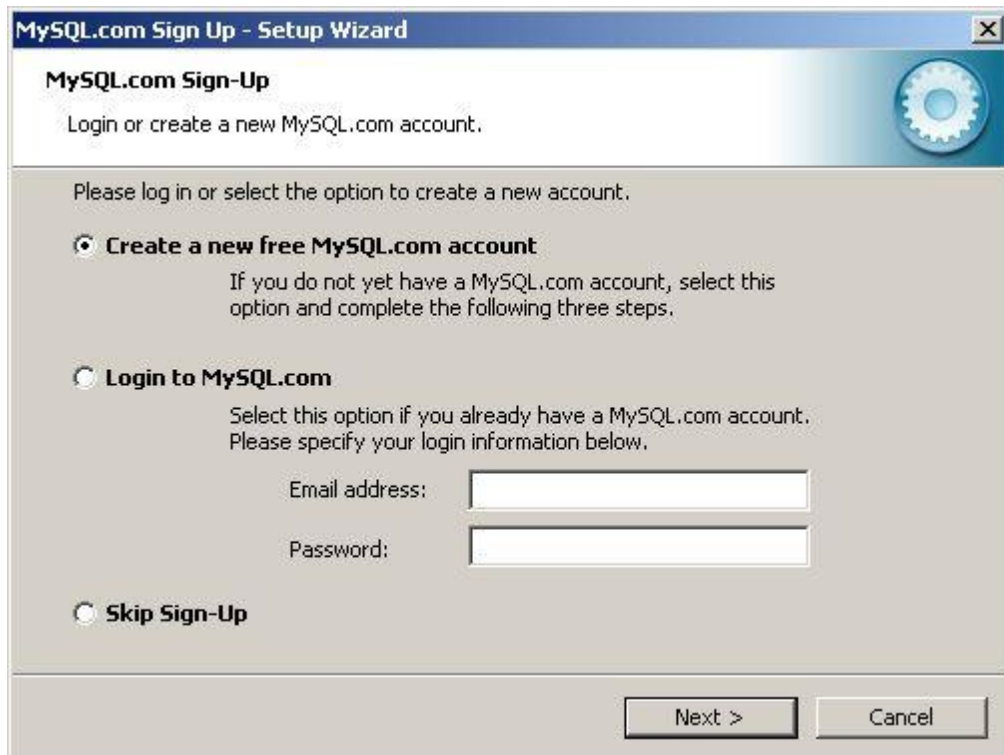 MySQL.com Sign Up - Setup Wizard
MySQL.com Sign-Up
Login or create a new MySQL.com account.
Please log in or select the option to create a new account.
Create a new free MySQL.com account
If you do not yet have a MySQL.com account, select this
option and complete the following three steps.
Login to MySQL.com
Select this option if you already have a MySQL.com account.
Please specify your login information below.
Email address:
Password:
Skip Sign-Up
Next >
Cancel